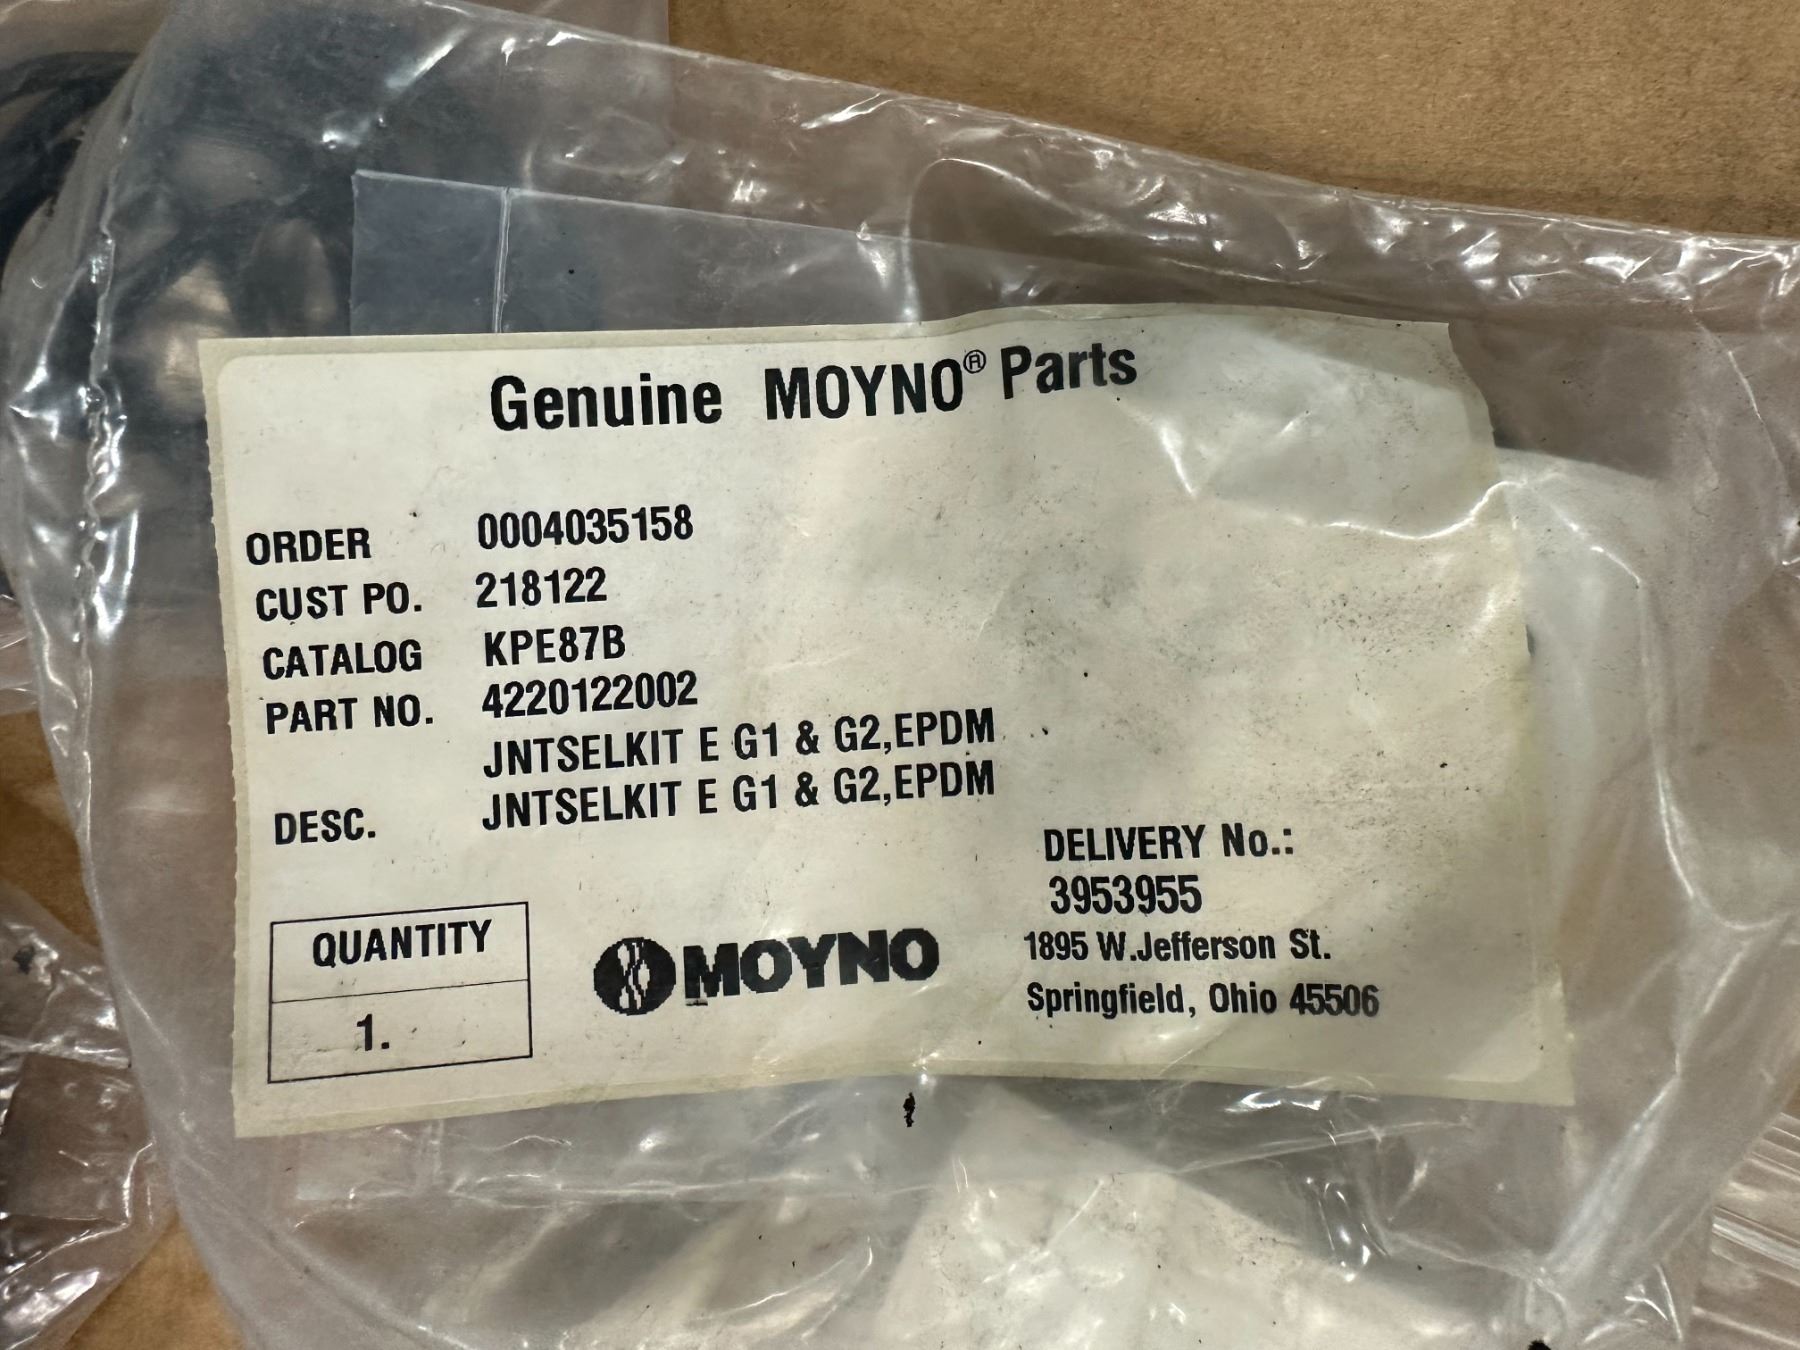 Genuine MOYNO® Parts
ORDER 0004035158
CUST PO. 218122
CATALOG KPE87B
PART NO. 4220122002
JNTSELKIT E G1 & G2,EPDM
DESC. JNTSELKIT E G1 & G2,EPDM
DELIVERY No.:
3953955
QUANTITY
1.
MOYNO
1895 W.Jefferson St.
Springfield, Ohio 45506